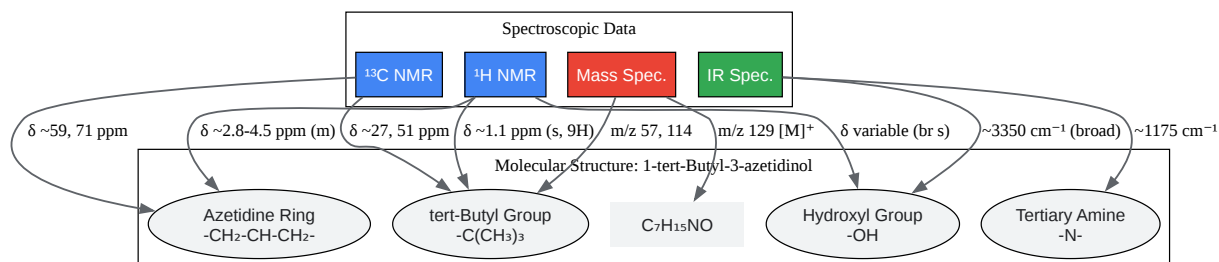 Spectroscopic Data
¹³C NMR
¹H NMR
Mass Spec.
IR Spec.
δ ~59, 71 ppm
δ ~2.8-4.5 ppm (m)
δ ~27, 51 ppm
δ ~1.1 ppm (s, 9H)
m/z 57, 114
m/z 129 [M]⁺
δ variable (br s)
~3350 cm⁻¹ (broad)
~1175 cm⁻¹
Molecular Structure: 1-tert-Butyl-3-azetidinol
Azetidine Ring
-CH₂-CH-CH₂-
tert-Butyl Group
-C(CH₃)₃
C₇H₁₅NO
Hydroxyl Group
-OH
Tertiary Amine
-N-